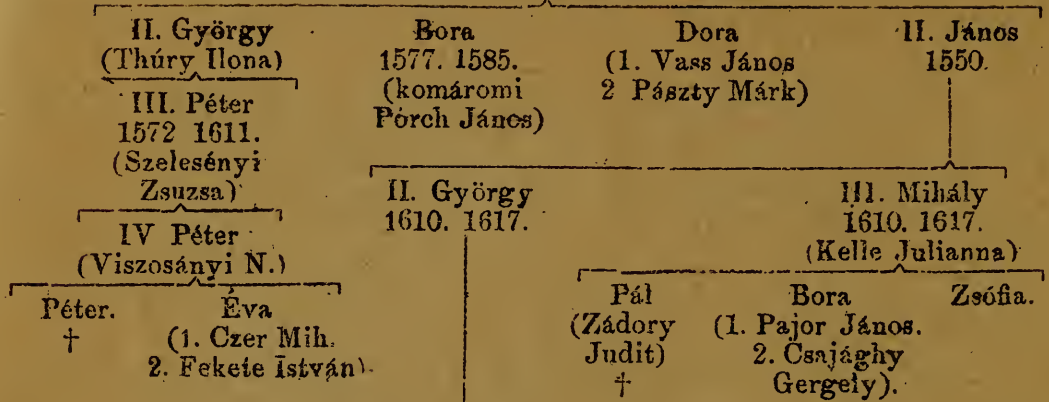 II. György
(Thúry Ilona)
Bora
1577. 1585.
(komáromi
Pórch János)
Dora
(1. Vass János
2 Pászty Márk)
II. János
1550.
III. Péter
1572 1611.
(Szelesényi
Zsuzsa)
II. György
1610. 1617.
III. Mihály
1610. 1617.
(Kelle Julianna)
IV Péter
(Viszosányi N.)
Péter.
†
Éva
(1. Czer Mih.
2. Fekete István)
Pál
(Zádory
Judit)
†
Bora
(1. Pajor János.
2. Csajághy
Gergely).
Zsófia.